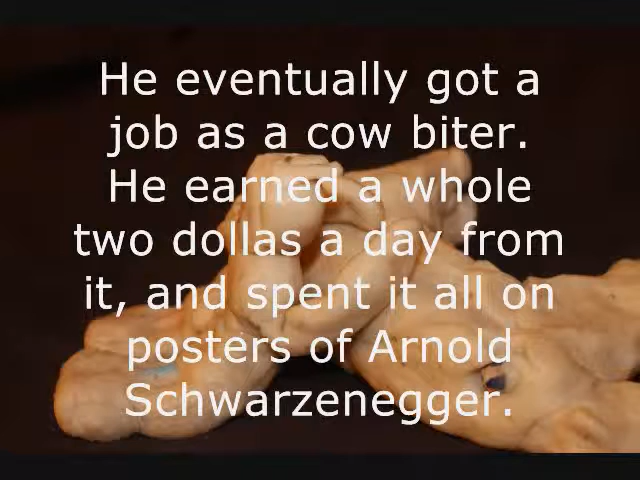 He eventually got a
job as a cow biter.
He earned a whole
two dollas a day from
it, and spent it all on
posters of Arnold
Schwarzenegger.